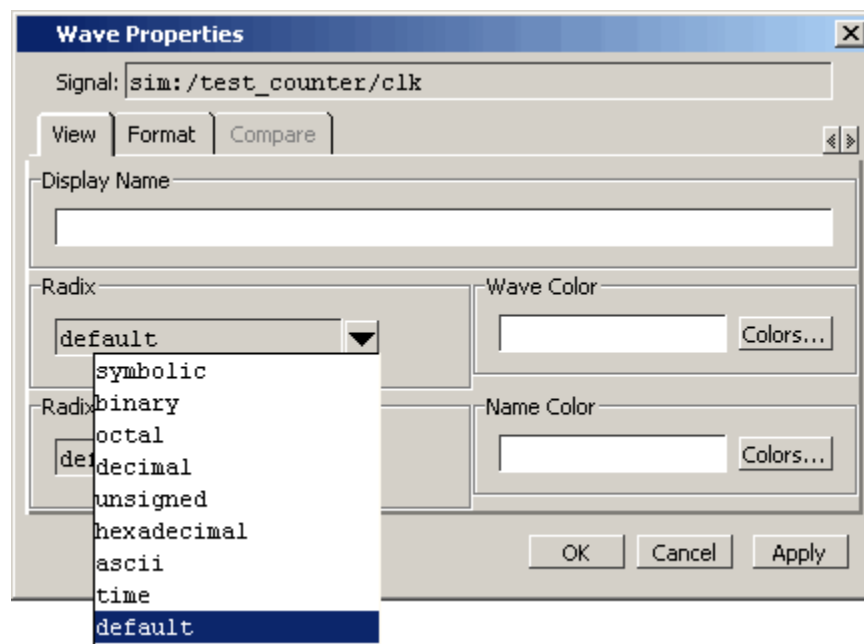 Wave Properties
Signal: sim:/test_counter/clk
View Format Compare
Display Name
Radix
default
symbolic
binary
octal
decimal
unsigned
hexadecimal
ascii
time
default
Wave Color
Colors...
Radix
Name Color
Colors...
OK Cancel Apply